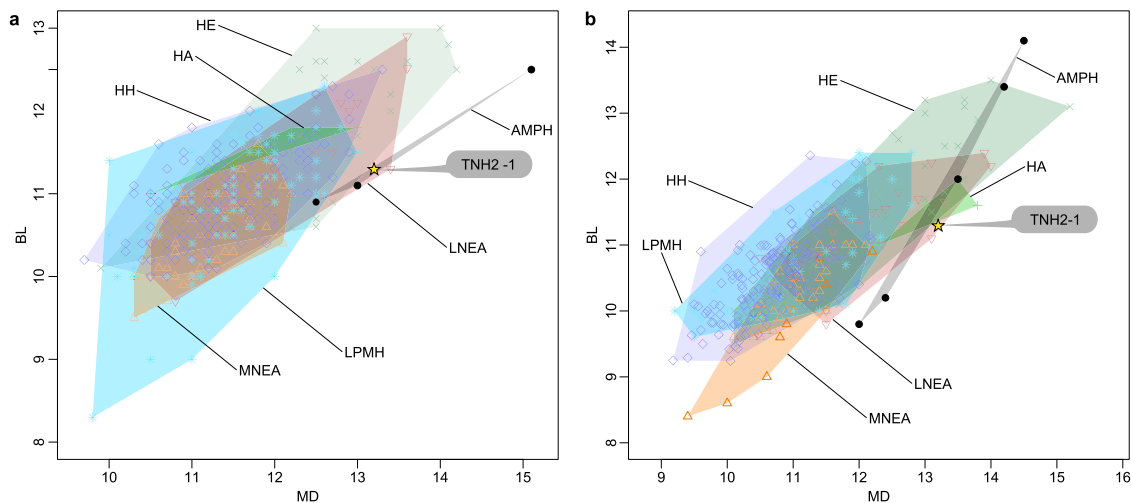 a
HE
HA
HH
AMPH
TNH2 -1
LNEA
LPMH
MNEA
BL
13
12
11
10
9
8
10
11
12
13
14
15
MD
b
HE
AMPH
HA
HH
TNH2-1
LPMH
LNEA
MNEA
BL
14
13
12
11
10
9
8
9
10
11
12
13
14
15
16
MD